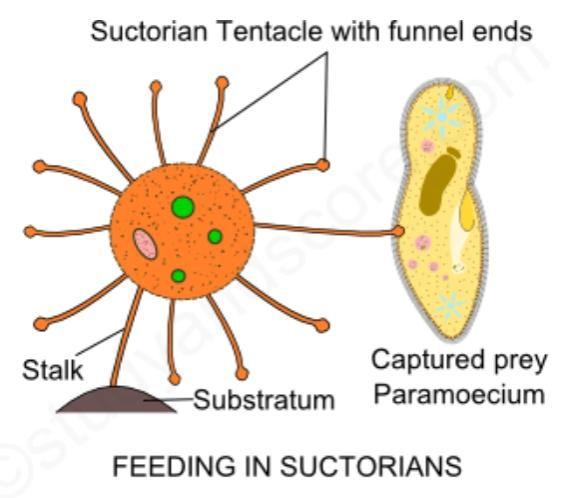 Suctorian Tentacle with funnel ends
Stalk
Substratum
Captured prey
Paramoecium
FEEDING IN SUCTORIANS